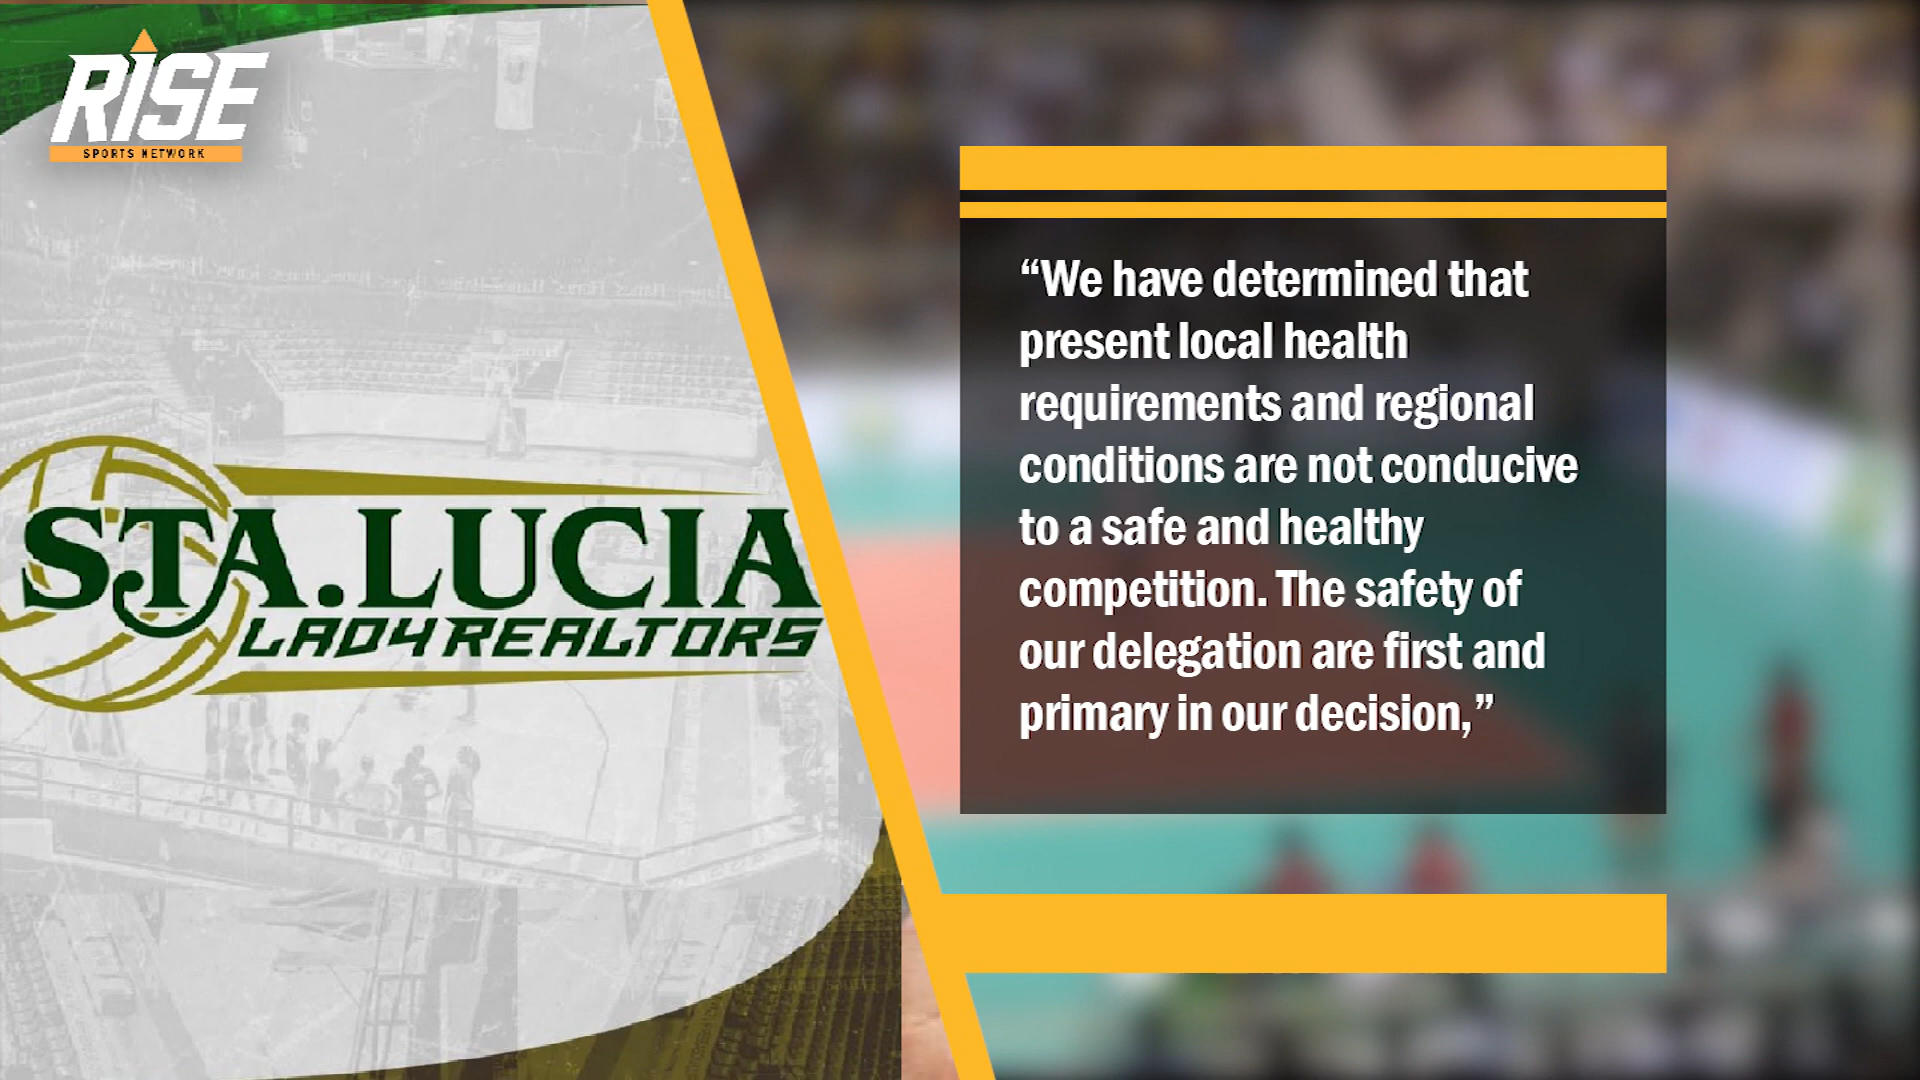 RISE
SPORTS NETWORK
STA.LUCIA
LADY REALTORS
“We have determined that
present local health
requirements and regional
conditions are not conducive
to a safe and healthy
competition. The safety of
our delegation are first and
primary in our decision,”